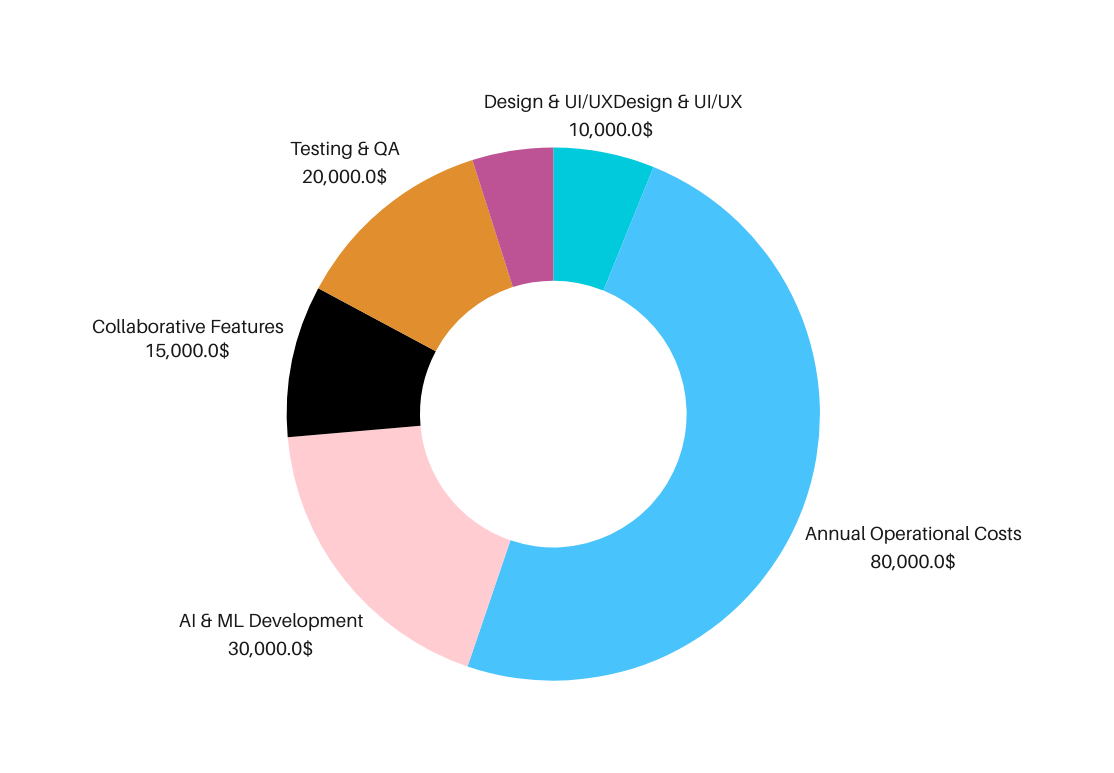 Design & UI/UXDesign & UI/UX
10,000.0$
Testing & QA
20,000.0$
Collaborative Features
15,000.0$
Annual Operational Costs
80,000.0$
AI & ML Development
30,000.0$